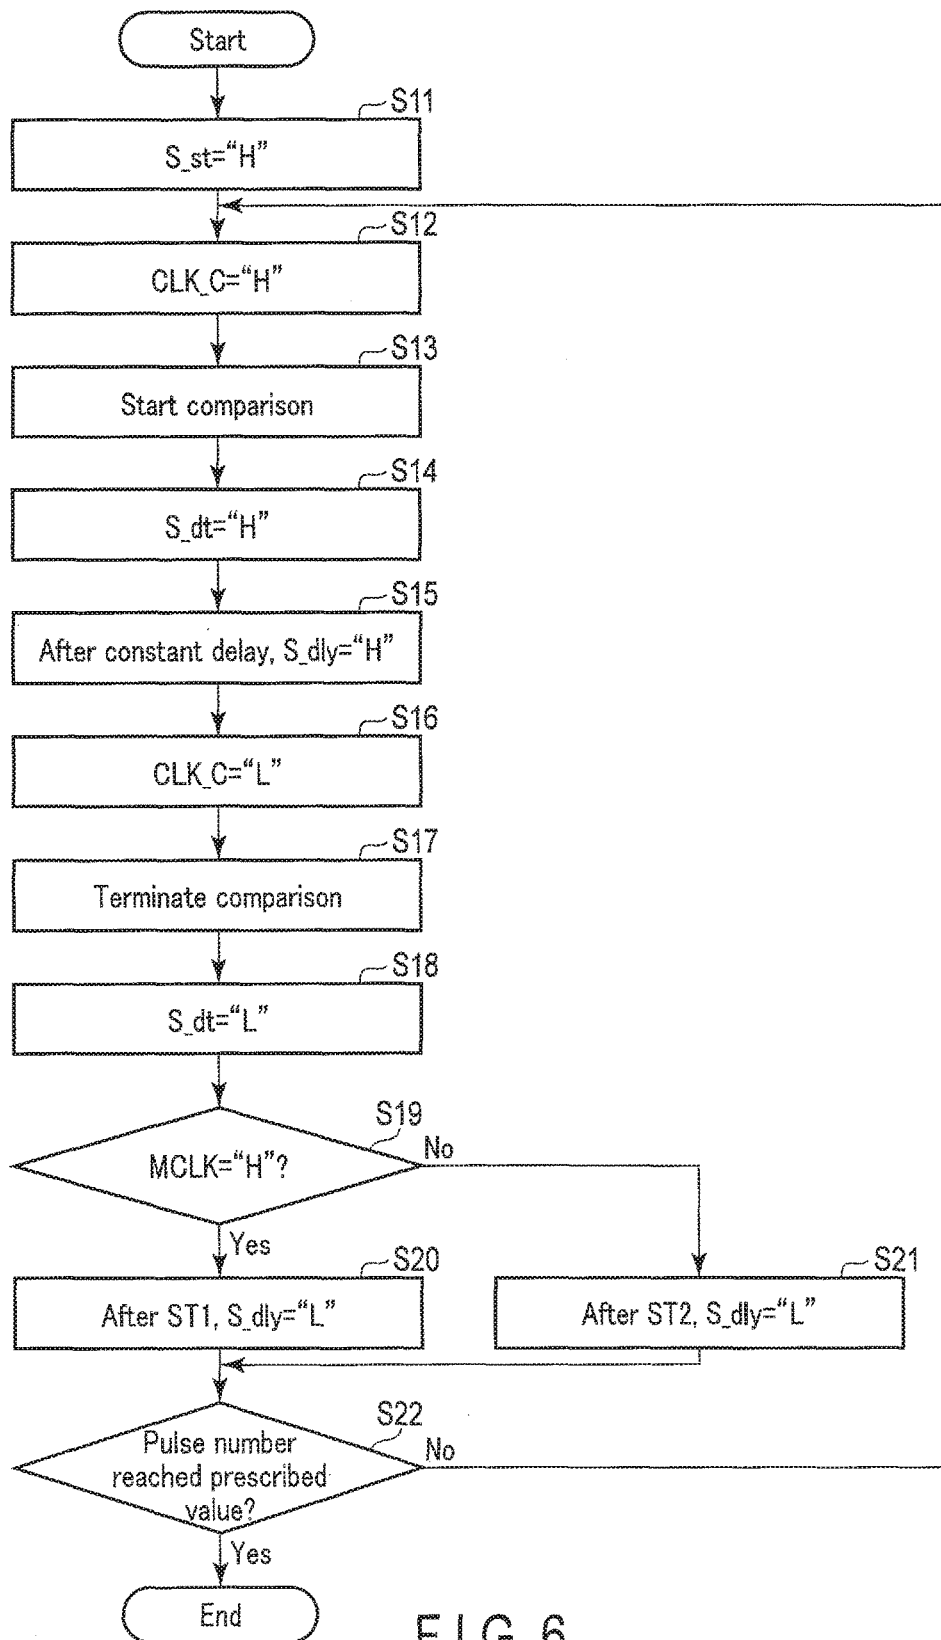 Start
S11
S_st="H"
S12
CLK_C="H"
S13
Start comparison
S14
S_dt="H"
S15
After constant delay, S_dly="H"
S16
CLK_C="L"
S17
Terminate comparison
S18
S_dt="L"
S19
MCLK="H"?
No
Yes
S20
After ST1, S_dly="L"
S21
After ST2, S_dly="L"
S22
Pulse number
reached prescribed
value?
No
Yes
End
FIG. 6